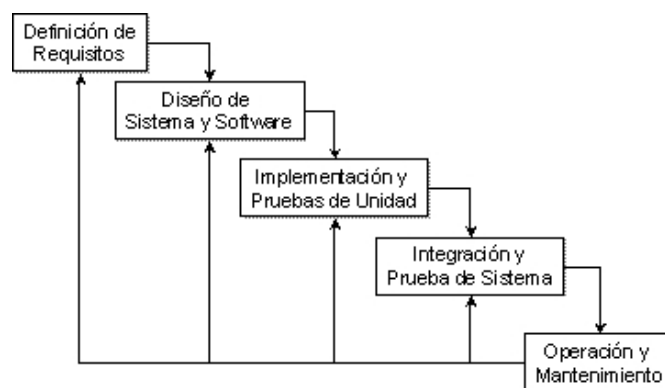 Definición de
Requisitos
Diseño de
Sistema y Software
Implementación y
Pruebas de Unidad
Integración y
Prueba de Sistema
Operación y
Mantenimiento